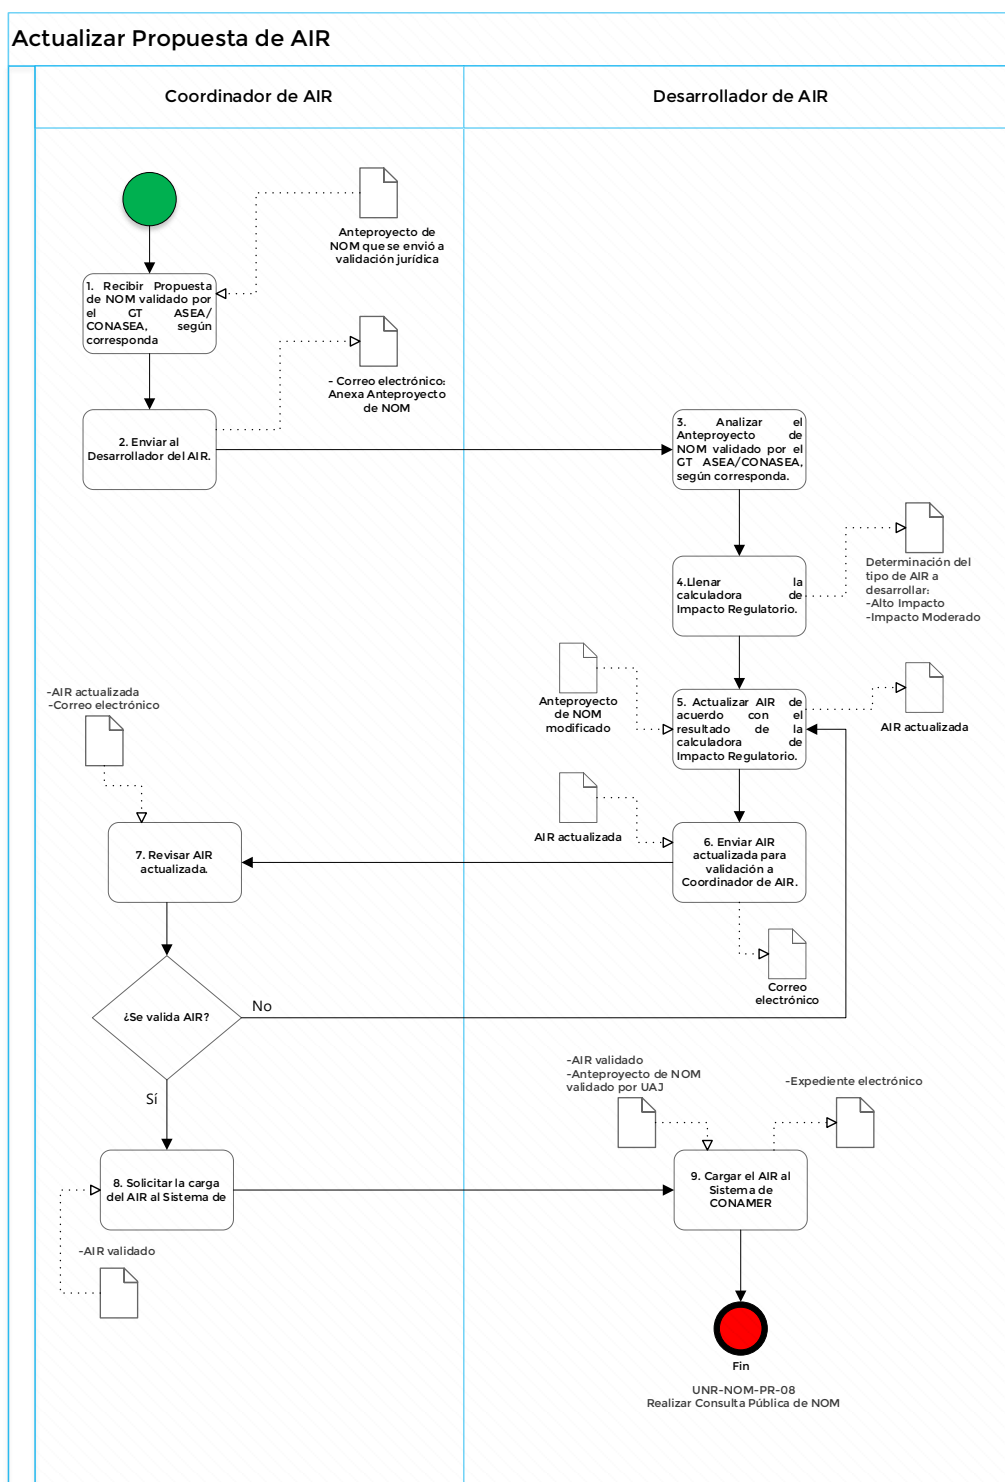 Actualizar Propuesta de AIR
Coordinador de AIR
Desarrollador de AIR
Anteproyecto de
NOM que se envió a
validación jurídica
1. Recibir Propuesta
de NOM validado por
el GT ASEA/
CONASEA, según
corresponda
- Correo electrónico:
Anexa Anteproyecto
de NOM
2. Enviar al
Desarrollador del AIR.
3. Analizar el
Anteproyecto de
NOM validado por el
GT ASEA/CONASEA,
según corresponda.
4.Llenar la
calculadora de
Impacto Regulatorio.
Determinación del
tipo de AIR a
desarrollar:
-Alto Impacto
-Impacto Moderado
Anteproyecto
de NOM
modificado
5. Actualizar AIR de
acuerdo con el
resultado de la
calculadora de
Impacto Regulatorio.
AIR actualizada
-AIR actualizada
-Correo electrónico
AIR actualizada
6. Enviar AIR
actualizada para
validación a
Coordinador de AIR.
7. Revisar AIR
actualizada.
Correo
electrónico
¿Se valida AIR?
No
Sí
-AIR validado
-Anteproyecto de NOM
validado por UAJ
-Expediente electrónico
8. Solicitar la carga
del AIR al Sistema de
9. Cargar el AIR al
Sistema de
CONAMER
-AIR validado
Fin
UNR-NOM-PR-08
Realizar Consulta Pública de NOM